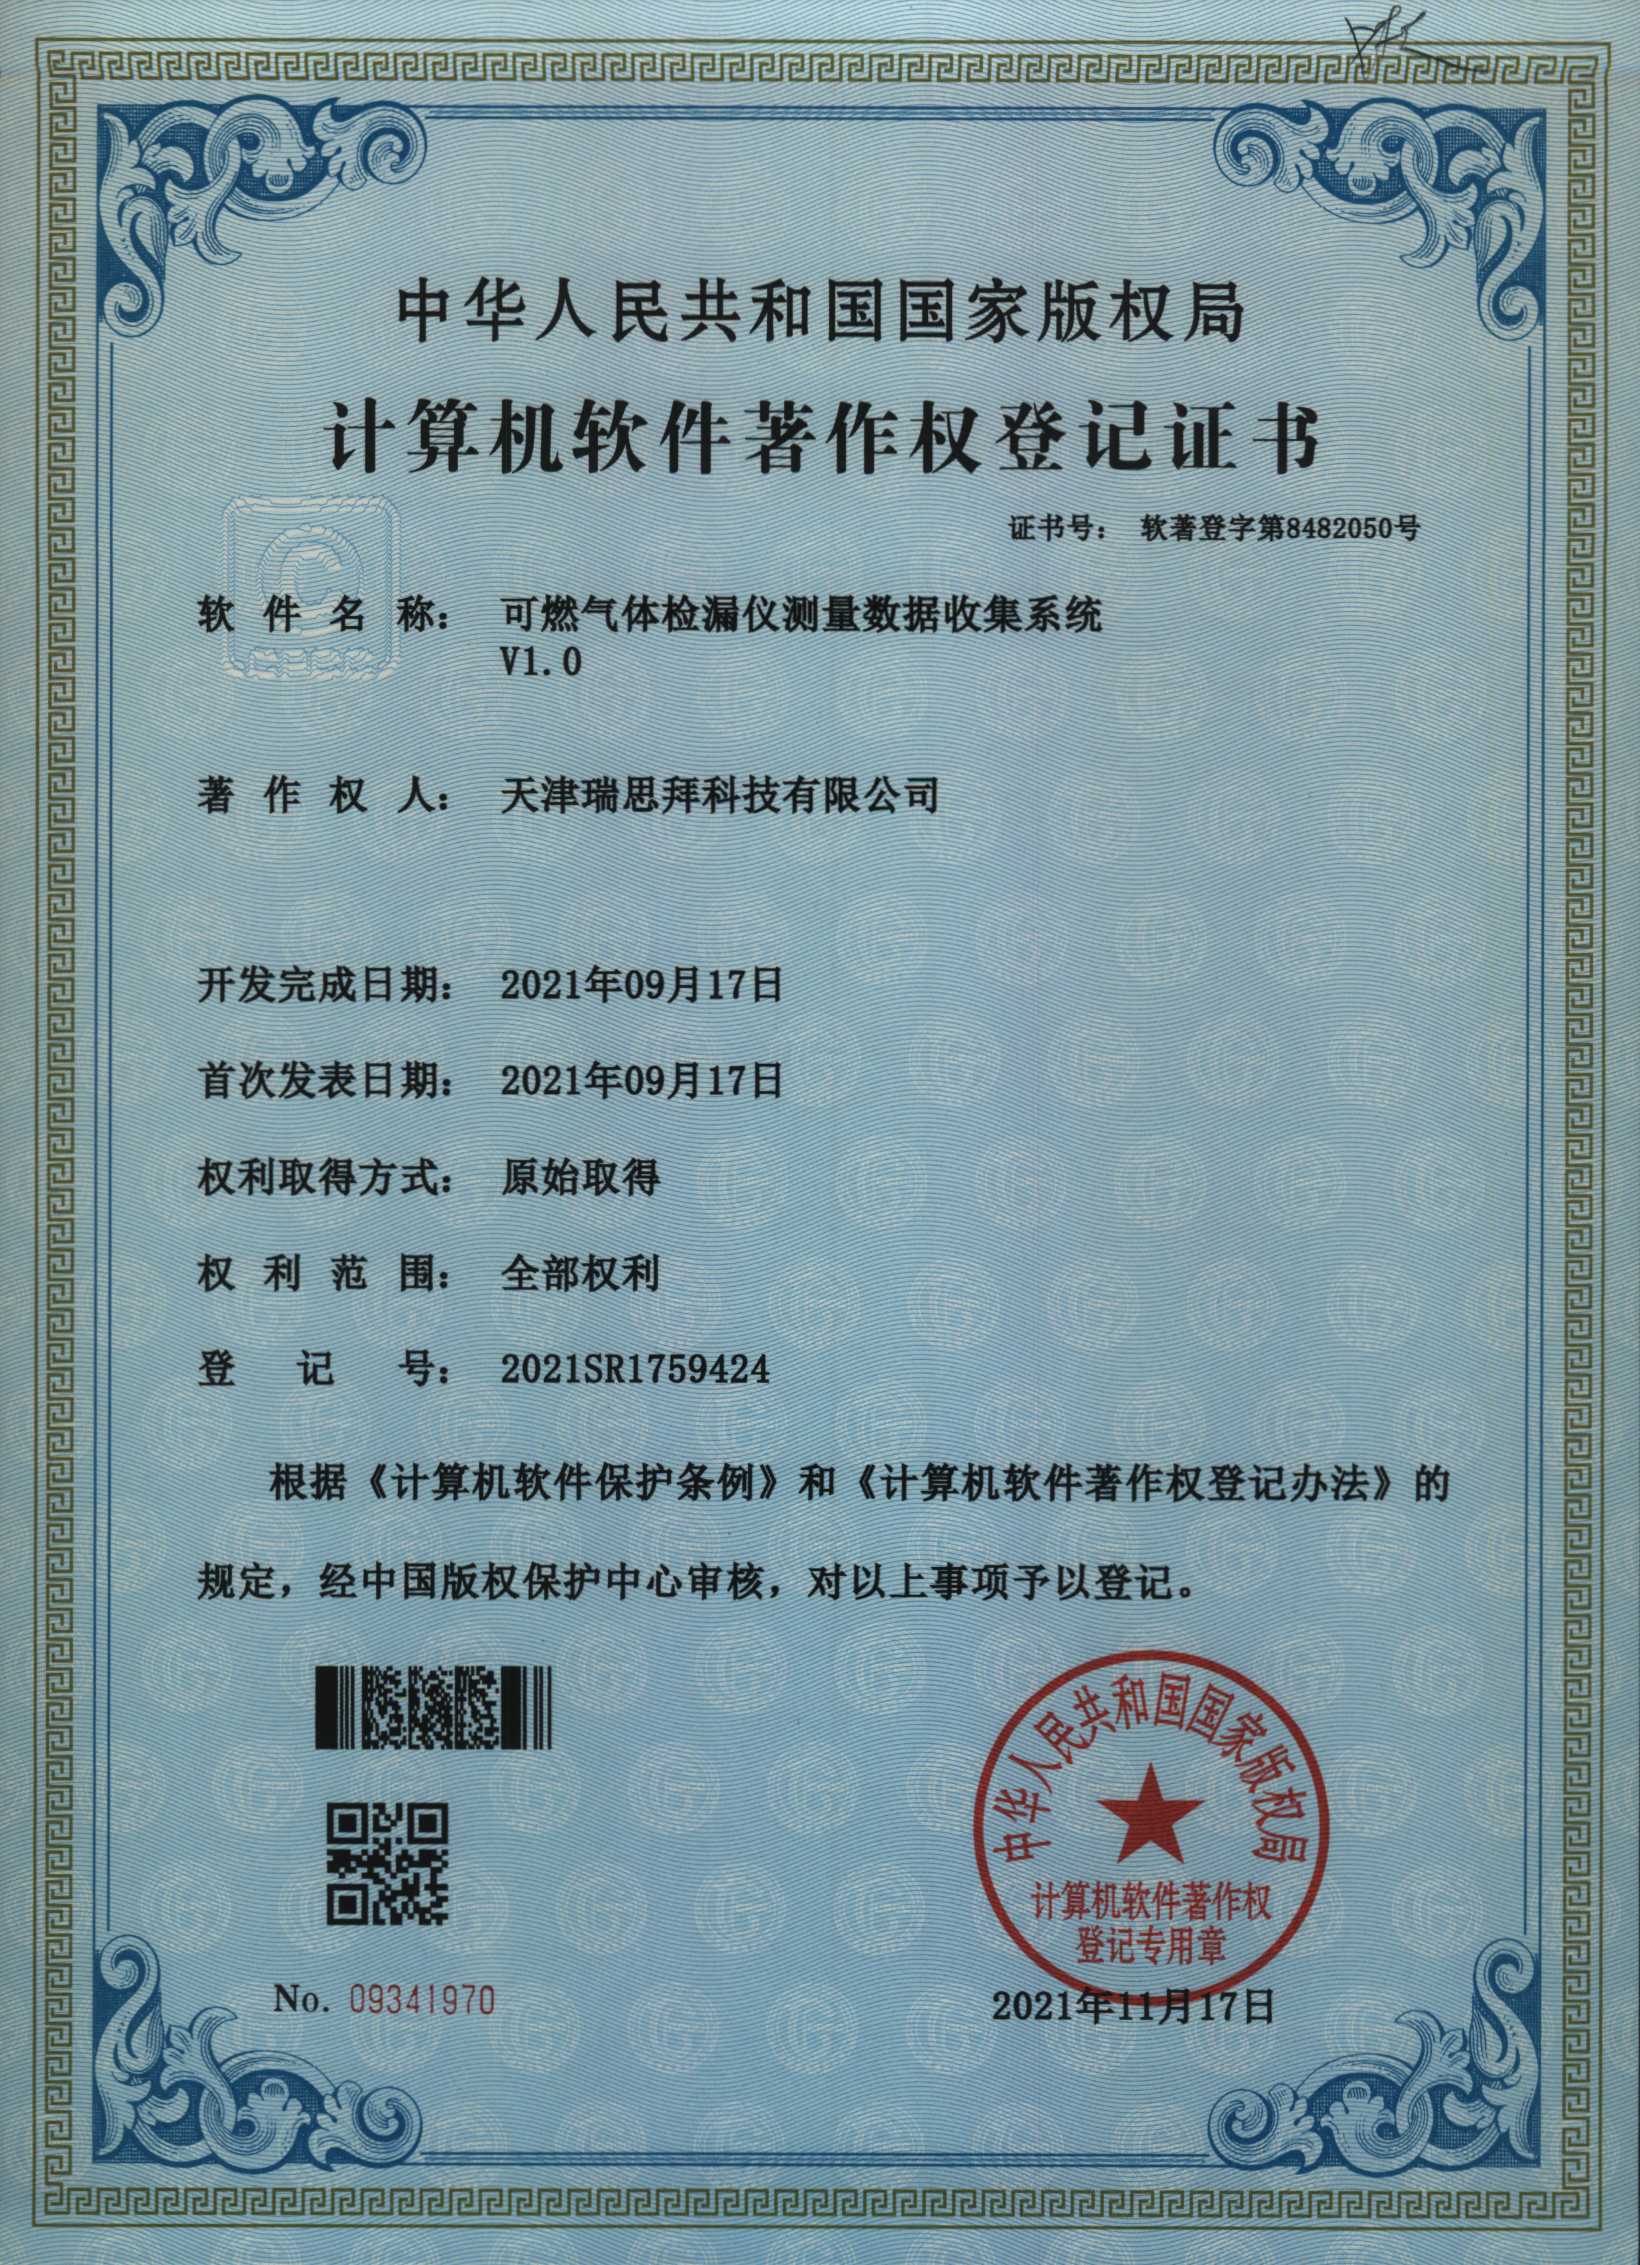 中华人民共和国国家版权局
计算机软件著作权登记证书
证书号： 软著登字第8482050号
软件名称： 可燃气体检漏仪测量数据收集系统
V1.0
著作权人： 天津瑞思拜科技有限公司
开发完成日期： 2021年09月17日
首次发表日期： 2021年09月17日
权利取得方式： 原始取得
权利范围： 全部权利
登记号： 2021SR1759424
根据《计算机软件保护条例》和《计算机软件著作权登记办法》的
规定，经中国版权保护中心审核，对以上事项予以登记。
中华人民共和国国家版权局
计算机软件著作权
登记专用章
No. 09341970
2021年11月17日